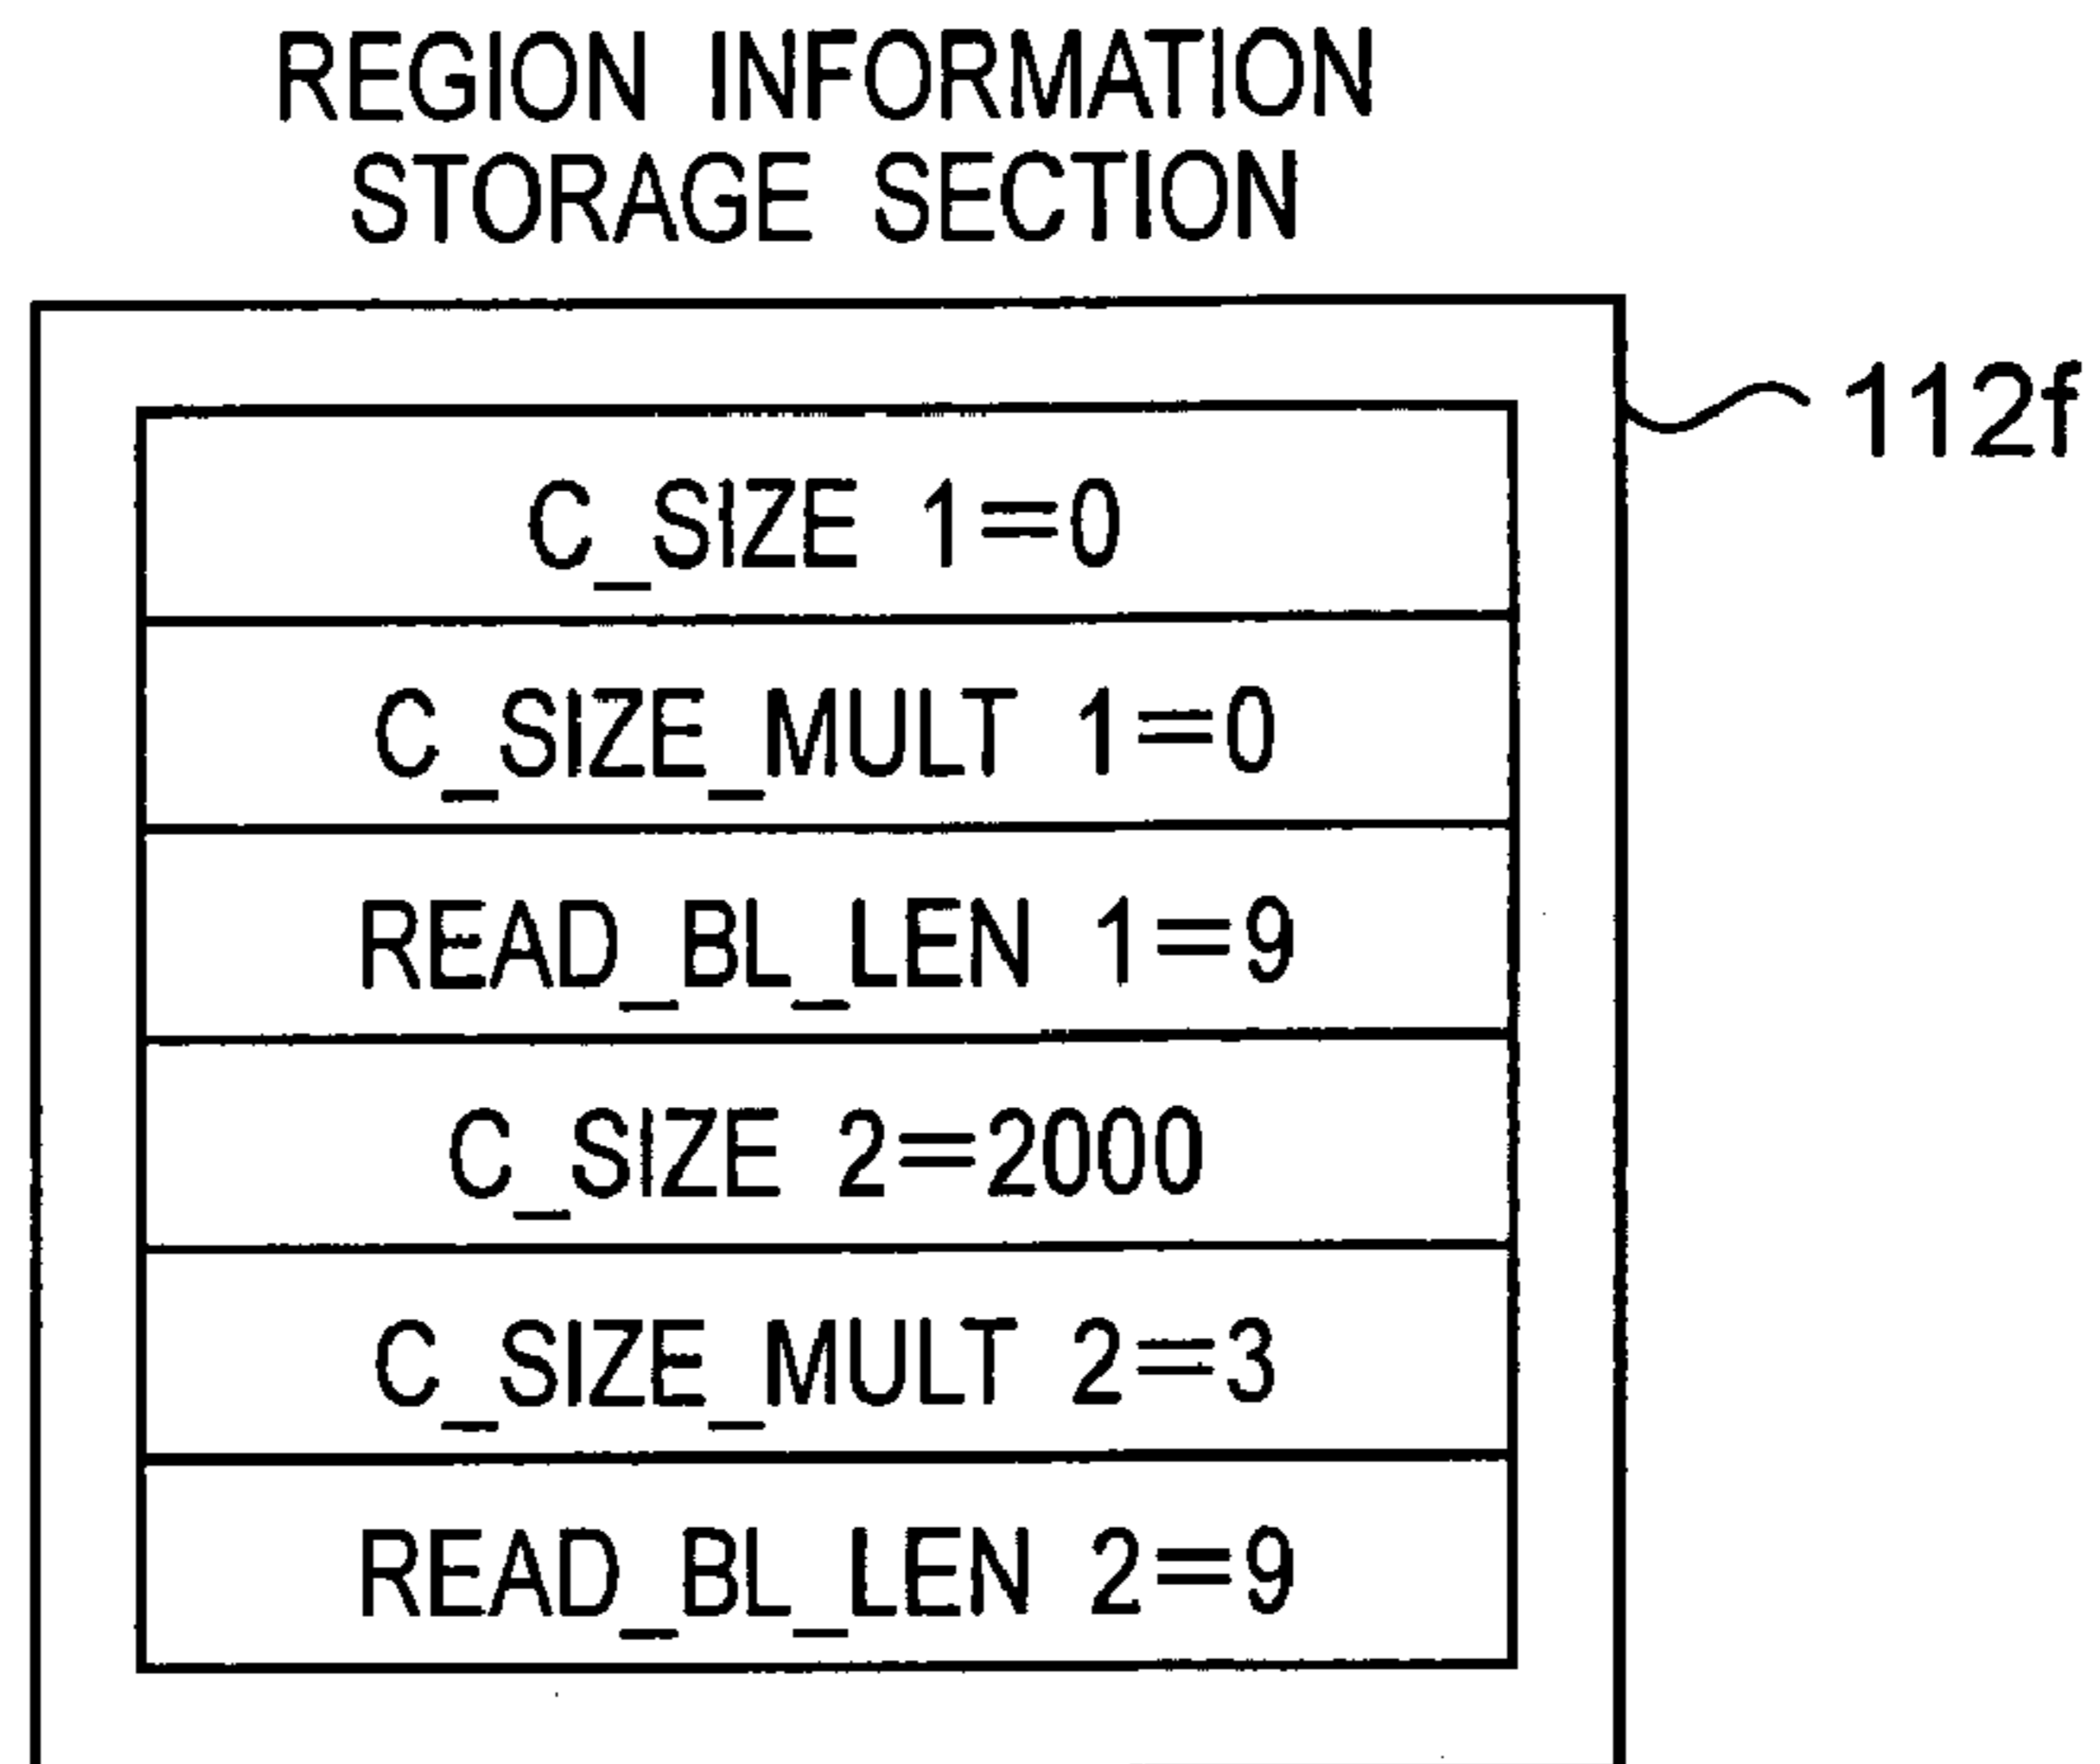 REGION INFORMATION
STORAGE SECTION
112f
C_SIZE 1=0
C_SIZE_MULT 1=0
READ_BL_LEN 1=9
C_SIZE 2=2000
C_SIZE_MULT 2=3
READ_BL_LEN 2=9